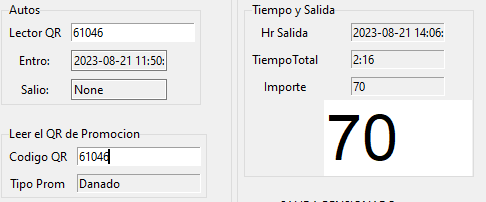 Autos
Lector QR 61046
Entro: 2023-08-21 11:50:
Salio: None
Leer el QR de Promocion
Codigo QR 61046
Tipo Prom Danado
Tiempo y Salida
Hr Salida 2023-08-21 14:06:
TiempoTotal 2:16
Importe 70
70